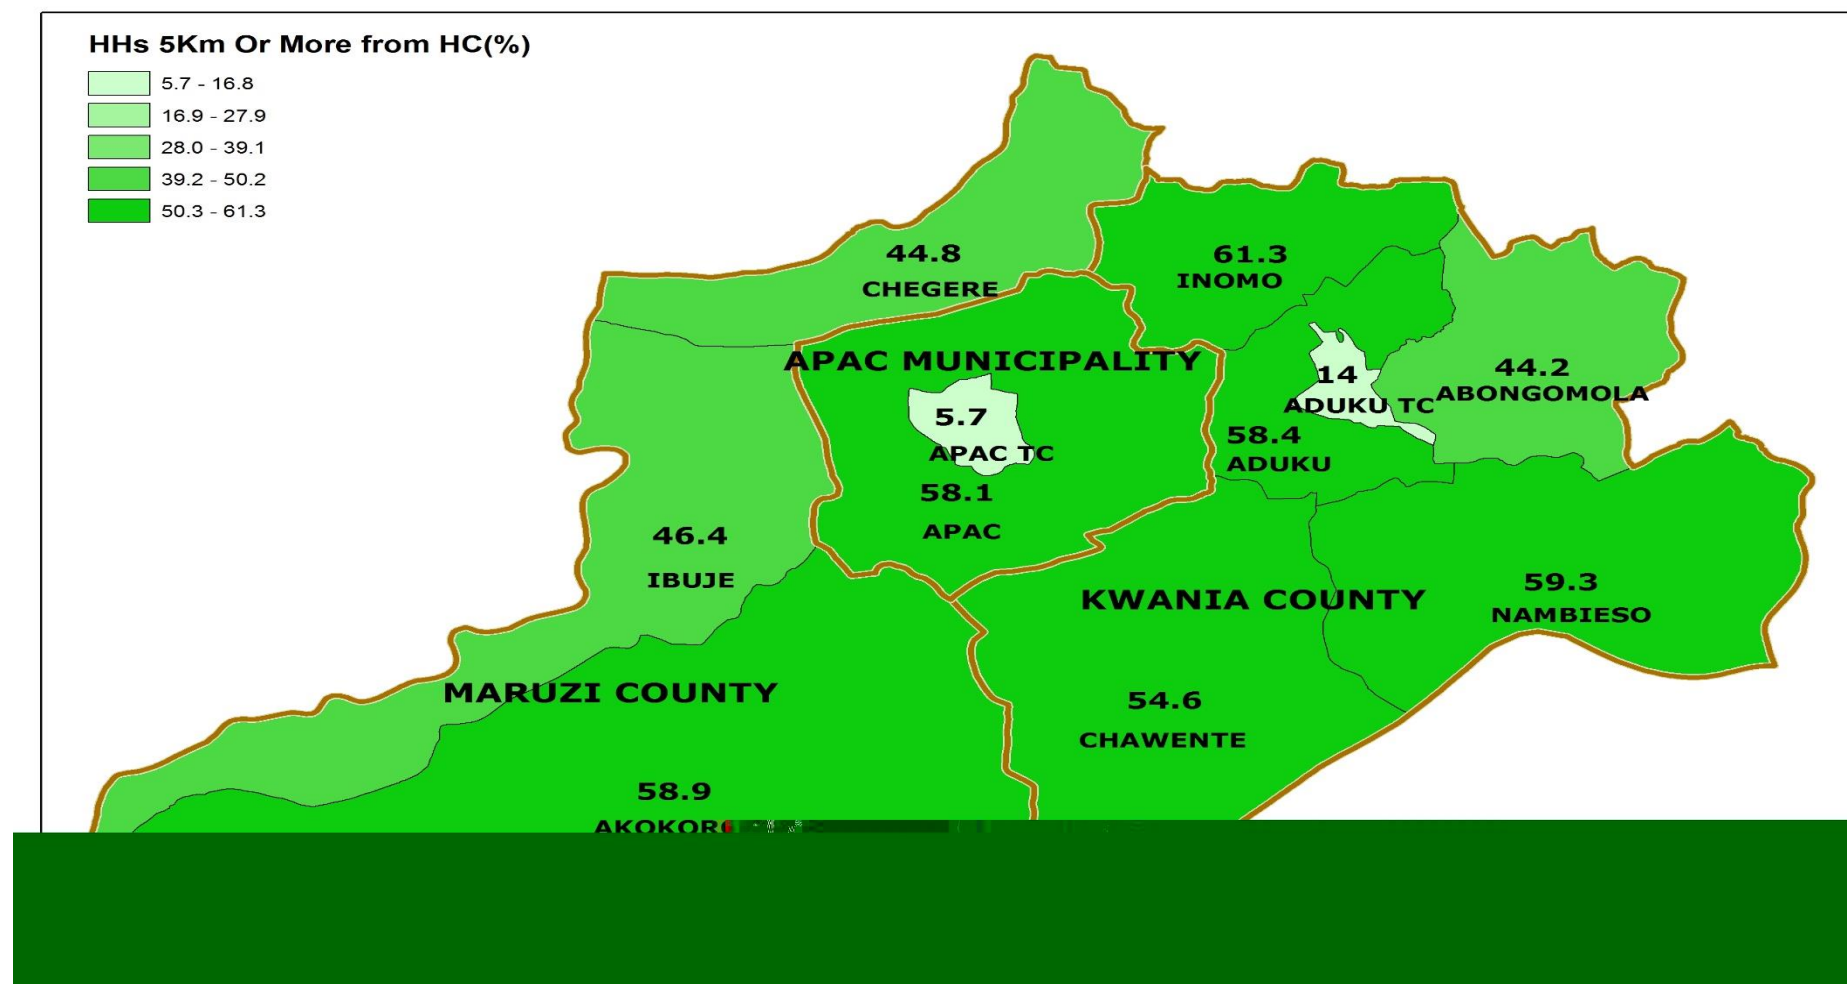 HHs 5Km Or More from HC(%)
5.7 - 16.8
16.9 - 27.9
28.0 - 39.1
39.2 - 50.2
50.3 - 61.3
44.8
CHEGERE
61.3
INOMO
APAC MUNICIPALITY
5.7
APAC TC
58.1
APAC
14
ADUKU TC
44.2
ABONGOMOLA
58.4
ADUKU
46.4
IBUJE
KWANIA COUNTY
59.3
NAMBIESO
MARUZI COUNTY
54.6
CHAWENTE
58.9